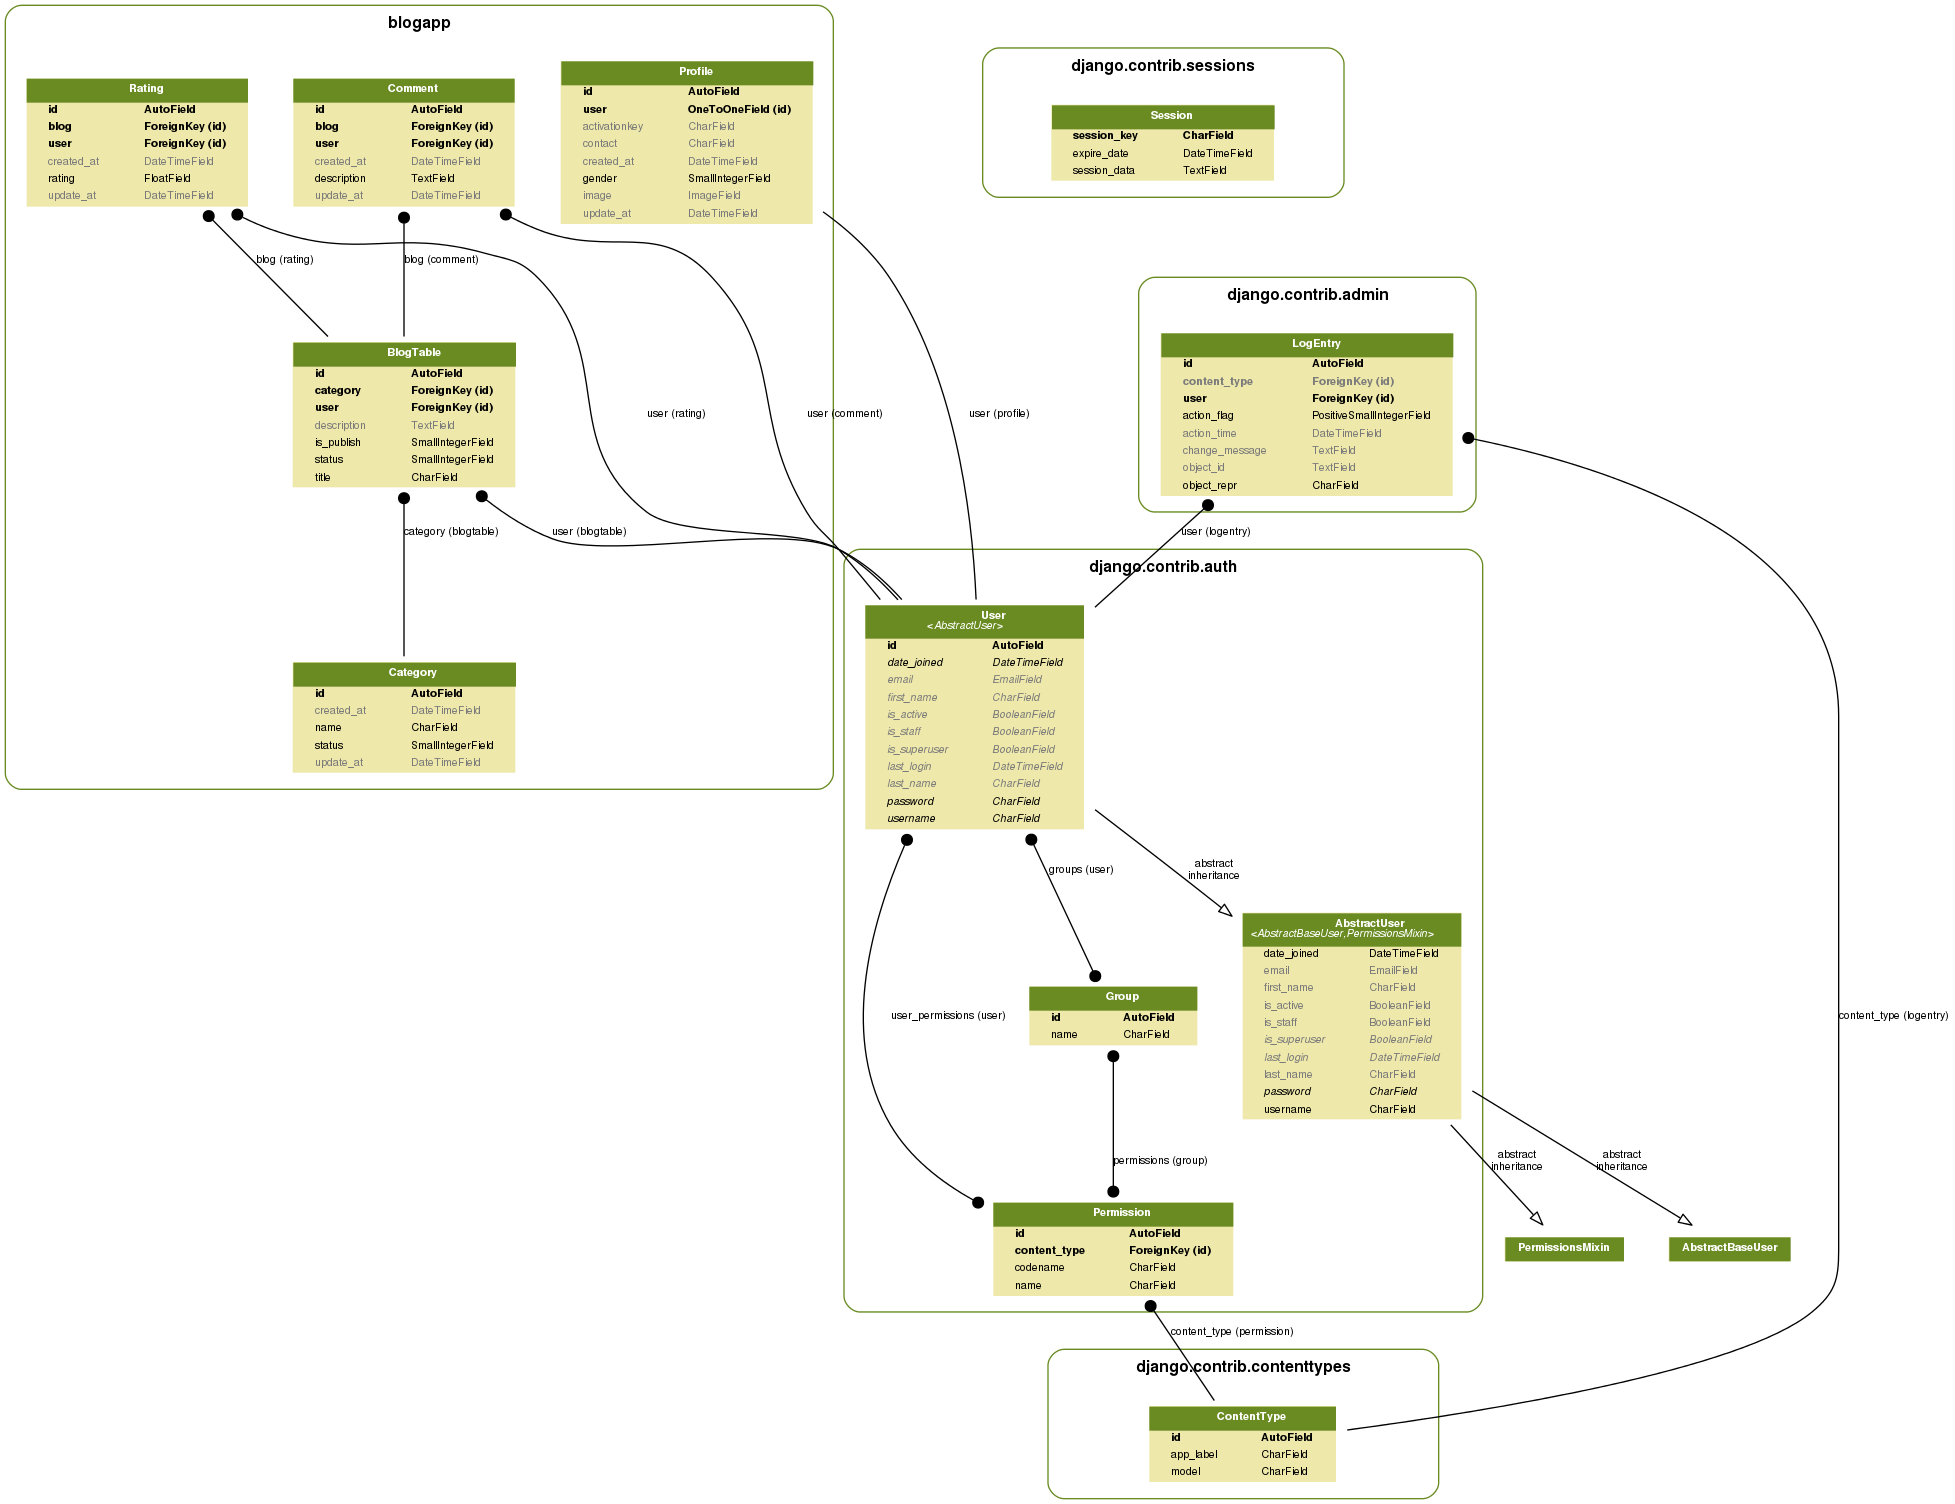 blogapp
Rating
id AutoField
blog ForeignKey (id)
user ForeignKey (id)
created_at DateTimeField
rating FloatField
update_at DateTimeField
Comment
id AutoField
blog ForeignKey (id)
user ForeignKey (id)
created_at DateTimeField
description TextField
update_at DateTimeField
Profile
id AutoField
user OneToOneField (id)
activationkey CharField
contact CharField
created_at DateTimeField
gender SmallIntegerField
image ImageField
update_at DateTimeField
blog (rating)
blog (comment)
user (rating)
user (comment)
user (profile)
BlogTable
id AutoField
category ForeignKey (id)
user ForeignKey (id)
description TextField
is_publish SmallIntegerField
status SmallIntegerField
title CharField
category (blogtable)
user (blogtable)
Category
id AutoField
created_at DateTimeField
name CharField
status SmallIntegerField
update_at DateTimeField
django.contrib.sessions
Session
session_key CharField
expire_date DateTimeField
session_data TextField
django.contrib.admin
LogEntry
id AutoField
content_type ForeignKey (id)
user ForeignKey (id)
action_flag PositiveSmallIntegerField
action_time DateTimeField
change_message TextField
object_id TextField
object_repr CharField
user (logentry)
django.contrib.auth
User
<AbstractUser>
id AutoField
date_joined DateTimeField
email EmailField
first_name CharField
is_active BooleanField
is_staff BooleanField
is_superuser BooleanField
last_login DateTimeField
last_name CharField
password CharField
username CharField
groups (user)
abstract
inheritance
AbstractUser
<AbstractBaseUser,PermissionsMixin>
date_joined DateTimeField
email EmailField
first_name CharField
is_active BooleanField
is_staff BooleanField
is_superuser BooleanField
last_login DateTimeField
last_name CharField
password CharField
username CharField
Group
id AutoField
name CharField
user_permissions (user)
content_type (logentry)
permissions (group)
abstract
inheritance
abstract
inheritance
Permission
id AutoField
content_type ForeignKey (id)
codename CharField
name CharField
PermissionsMixin
AbstractBaseUser
content_type (permission)
django.contrib.contenttypes
ContentType
id AutoField
app_label CharField
model CharField